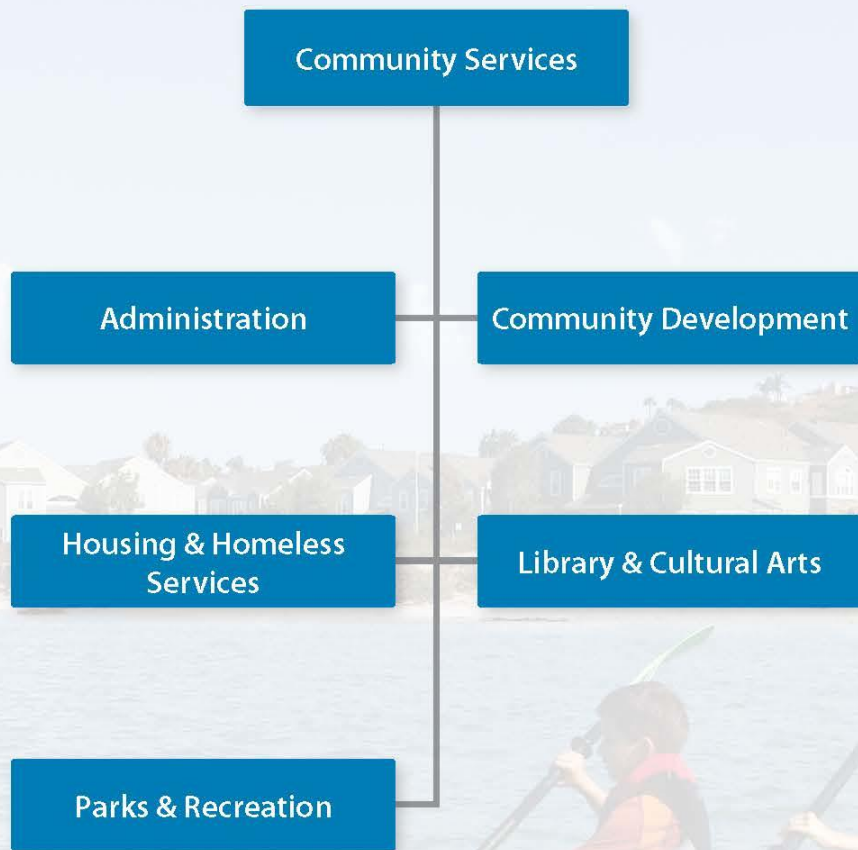 Community Services
Administration
Community Development
Housing & Homeless
Services
Library & Cultural Arts
Parks & Recreation